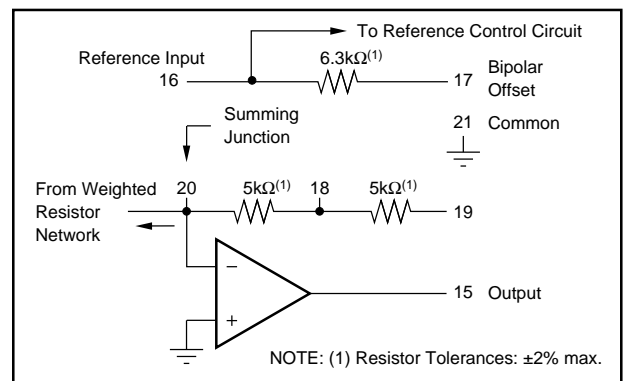 To Reference Control Circuit
Reference Input
16
6.3kΩ(1)
17
Bipolar
Offset
21 Common
Summing
Junction
From Weighted
Resistor
Network
20
5kΩ(1)
18
5kΩ(1)
19
−
+
15 Output
NOTE: (1) Resistor Tolerances: ±2% max.